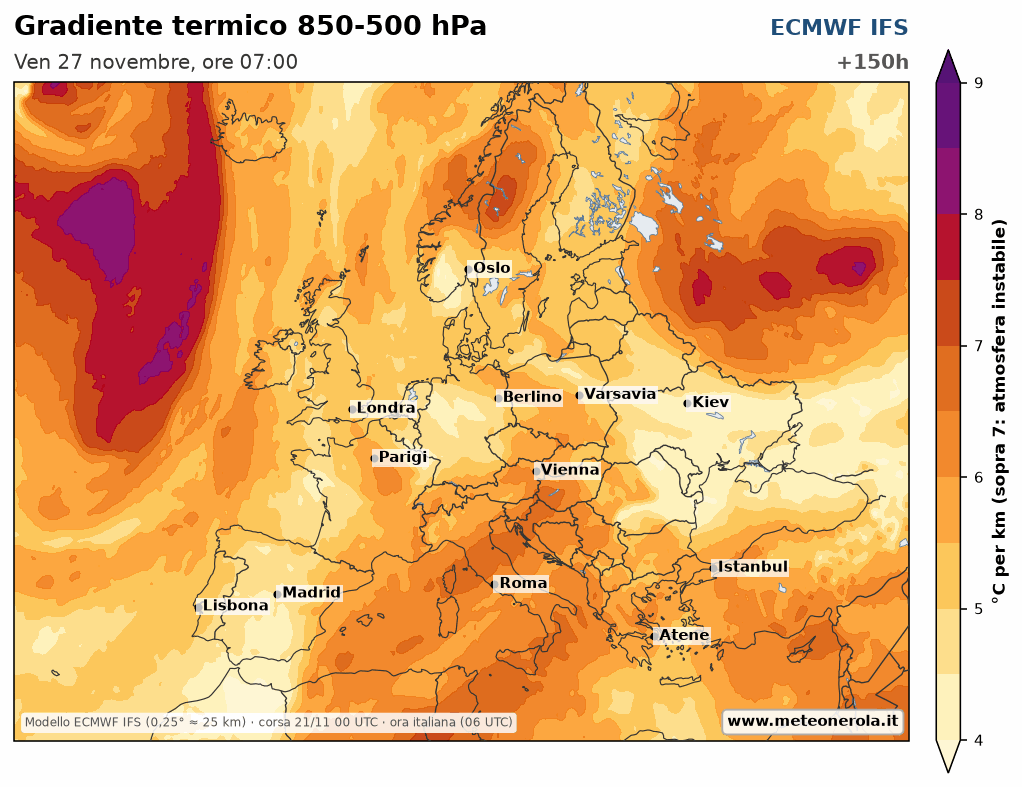 Gradiente termico 850-500 hPa
ECMWF IFS
Ven 27 novembre, ore 07:00
+150h
9
8
7
6
5
4
°C per km (sopra 7: atmosfera instabile)
Oslo
Londra
Berlino
Varsavia
Kiev
Parigi
Vienna
Istanbul
Roma
Madrid
Lisbona
Atene
Modello ECMWF IFS (0,25° ≈ 25 km) · corsa 21/11 00 UTC · ora italiana (06 UTC)
www.meteonerola.it